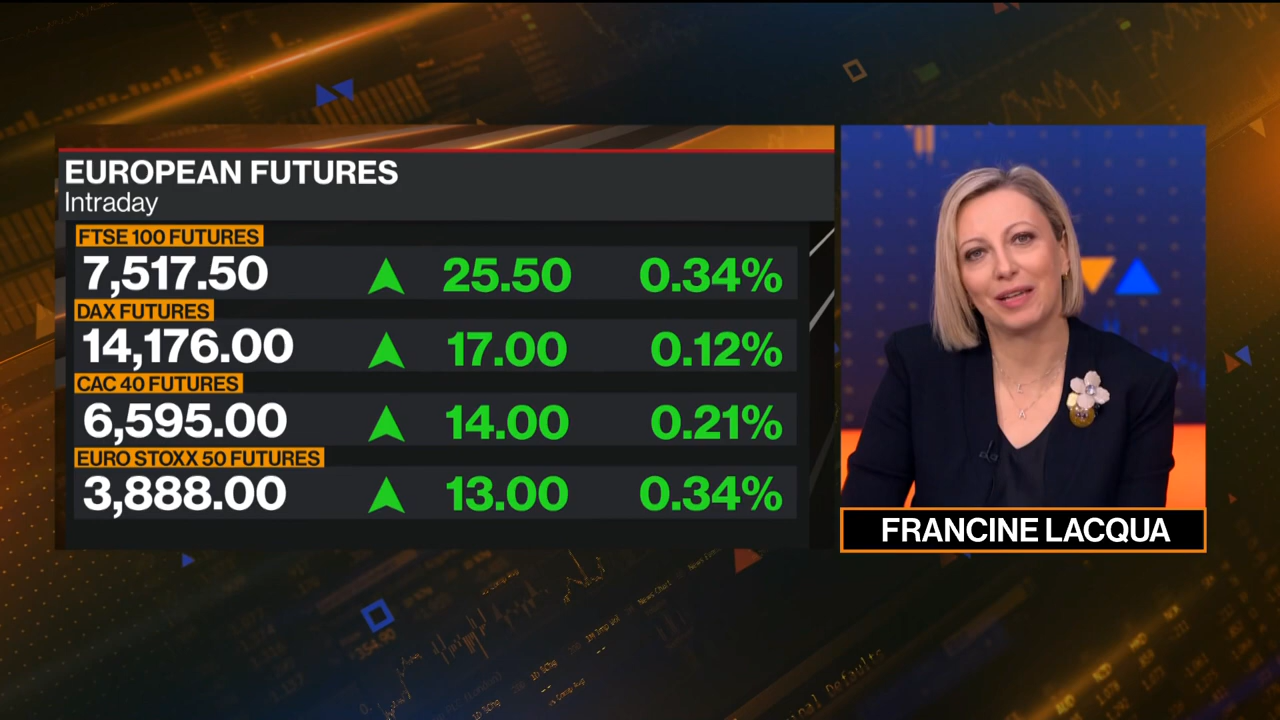 EUROPEAN FUTURES
Intraday
FTSE 100 FUTURES
7,517.50 25.50 0.34%
DAX FUTURES
14,176.00 17.00 0.12%
CAC 40 FUTURES
6,595.00 14.00 0.21%
EURO STOXX 50 FUTURES
3,888.00 13.00 0.34%
FRANCINE LACQUA